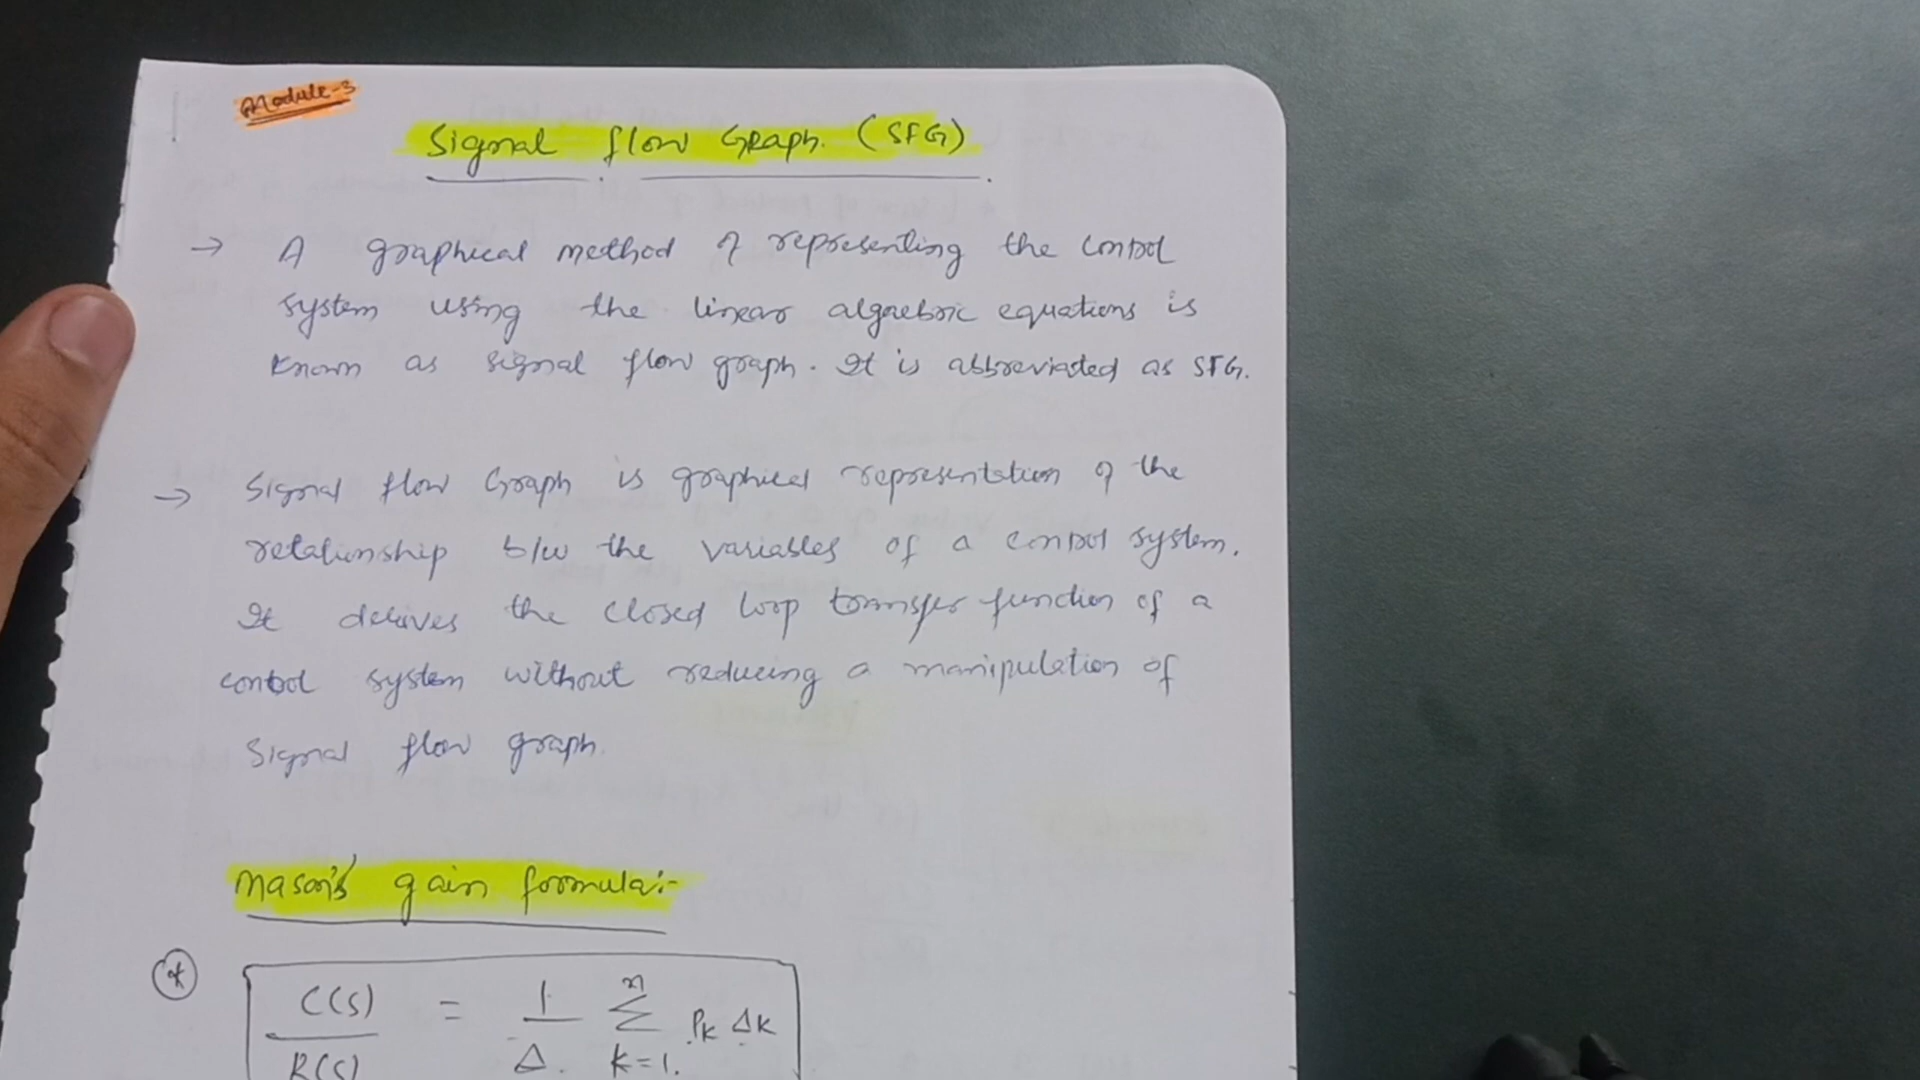 Module-3
Signal flow Graph. (SFG)
→ A graphical method of representing the control
system using the linear algaebric equations is
known as signal flow graph. It is abbreviated as SFG.
→ Signal flow Graph is graphical representation of the
relationship b/w the variables of a control system.
It derives the closed loop transfer function of a
control system without reducing a manipulation of
Signal flow graph.
Mason's gain formula:-
* C(s)/R(s) = 1/Δ. n∑k=1. Pk Δk